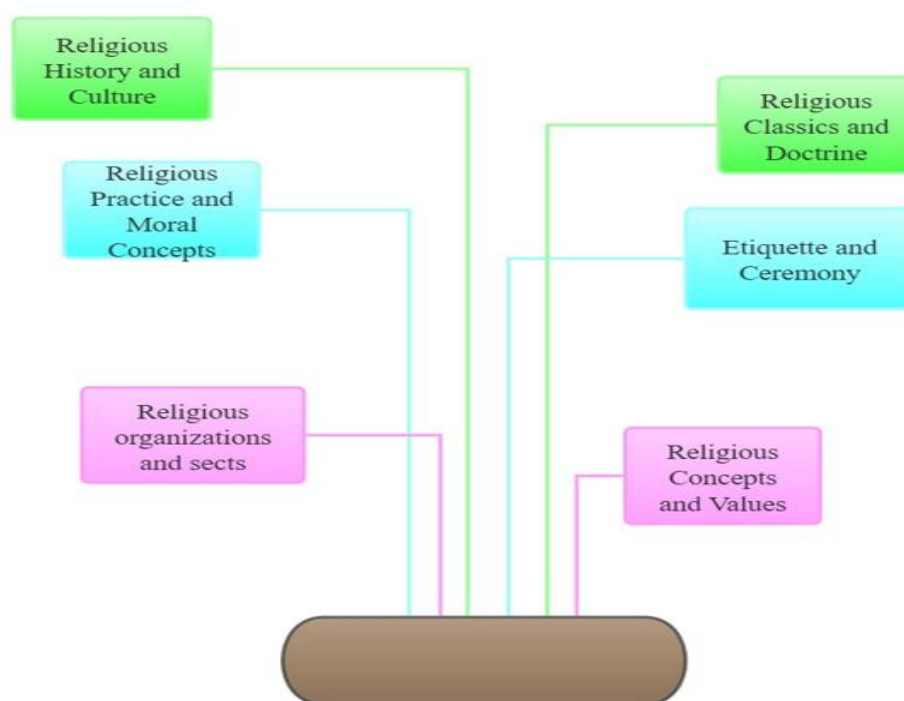 Religious
History and
Culture
Religious
Classics and
Doctrine
Religious
Practice and
Moral
Concepts
Etiquette and
Ceremony
Religious
organizations
and sects
Religious
Concepts
and Values